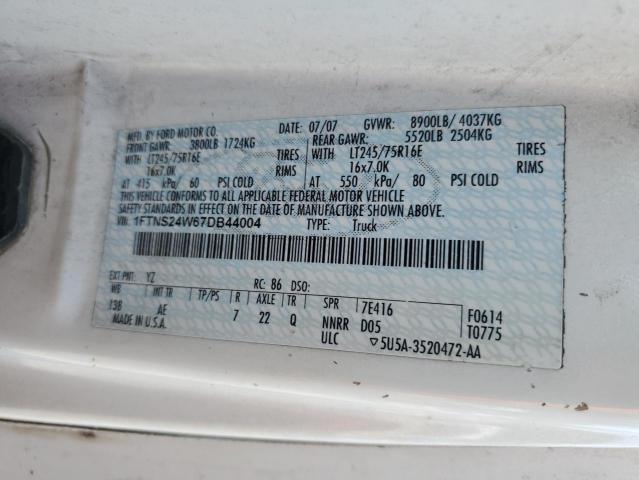 MFD. BY FORD MOTOR CO. 07/07 GVWR: 8900LB/ 4037KG
FRONT GAWR: 3800LB 1724KG REAR GAWR: 5520LB 2504KG
WITH LT245/75R16E TIRES WITH LT245/75R16E TIRES
16x7.0K RIMS 16x7.0K RIMS
AT 415 kPa/ 60 PSI COLD AT 550 kPa/ 80 PSI COLD
THIS VEHICLE CONFORMS TO ALL APPLICABLE FEDERAL MOTOR VEHICLE
SAFETY STANDARDS IN EFFECT ON THE DATE OF MANUFACTURE SHOWN ABOVE.
VIN: 1FTNS24W67DB44004 TYPE: Truck
EXT PNT: YZ RC: 86 DSO:
WB INT TR TP/PS R AXLE TR SPR 7E416 F0614
138 AE 7 22 Q NNRR D05 T0775
MADE IN U.S.A. ULC ▽5U5A-3520472-AA